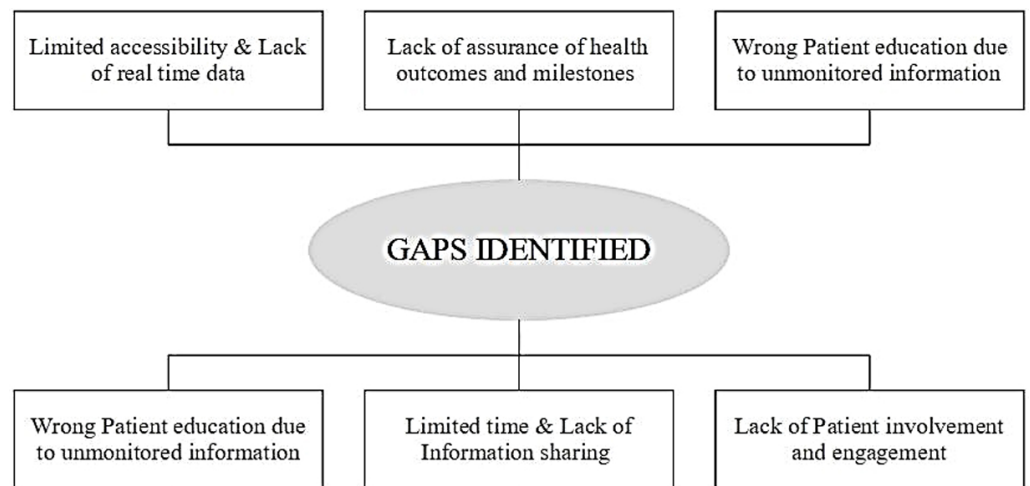 Limited accessibility & Lack
of real time data
Lack of assurance of health
outcomes and milestones
Wrong Patient education due
to unmonitored information
GAPS IDENTIFIED
Wrong Patient education due
to unmonitored information
Limited time & Lack of
Information sharing
Lack of Patient involvement
and engagement